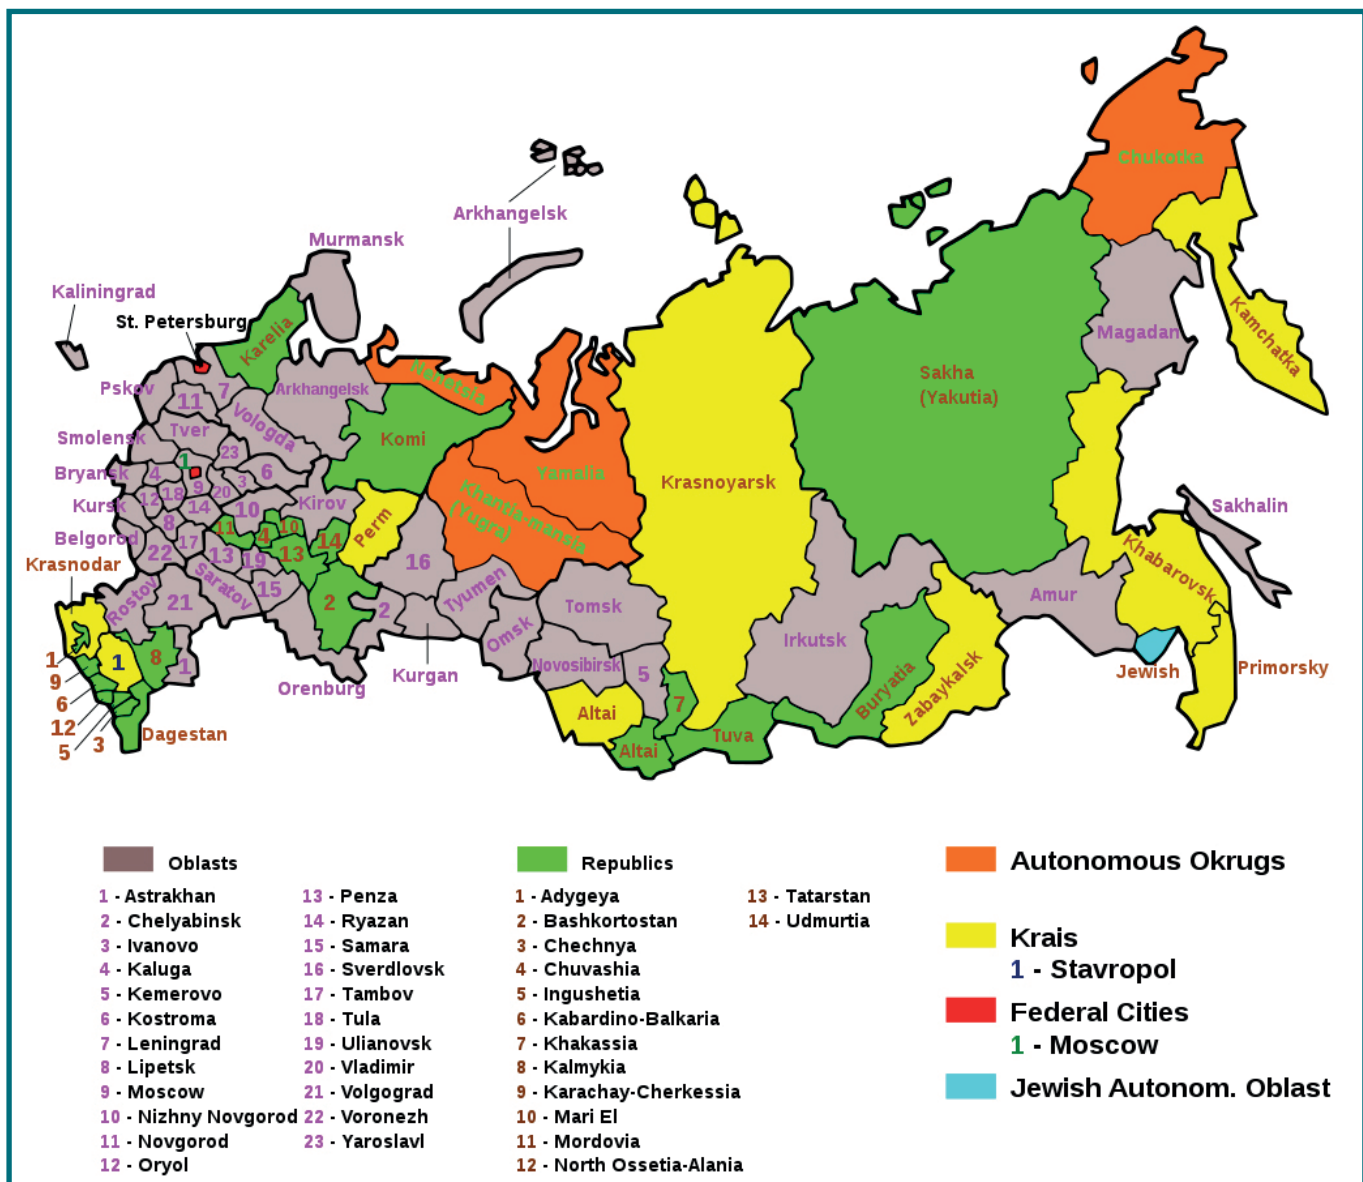 Chukotka
Arkhangelsk
Murmansk
Kaliningrad
St. Petersburg
Karelia
Kamchatka
Magadan
Pskov
7
Arkhangelsk
Nenetsia
Sakha
(Yakutia)
11
Vologda
Tver
Smolensk
Komi
23
1
Bryansk
4
6
Yamalia
Krasnoyarsk
3
9
20
12
18
Khantia-mansia
(Yugra)
Kursk
14
10
Kirov
Sakhalin
8
11
10
Perm
Belgorod
17
4
14
22
13
13
19
Khabarovsk
Krasnodar
16
Saratov
15
Tyumen
Rostov
21
2
2
Tomsk
Amur
Omsk
Irkutsk
1
8
1
1
Novosibirsk
5
Jewish
Primorsky
9
Kurgan
Orenburg
Buryatia
Zabaykalsk
6
7
Altai
12
3
Dagestan
Tuva
5
Altai
Oblasts
1 - Astrakhan
2 - Chelyabinsk
3 - Ivanovo
4 - Kaluga
5 - Kemerovo
6 - Kostroma
7 - Leningrad
8 - Lipetsk
9 - Moscow
10 - Nizhny Novgorod
11 - Novgorod
12 - Oryol
13 - Penza
14 - Ryazan
15 - Samara
16 - Sverdlovsk
17 - Tambov
18 - Tula
19 - Ulianovsk
20 - Vladimir
21 - Volgograd
22 - Voronezh
23 - Yaroslavl
Republics
1 - Adygeya
2 - Bashkortostan
3 - Chechnya
4 - Chuvashia
5 - Ingushetia
6 - Kabardino-Balkaria
7 - Khakassia
8 - Kalmykia
9 - Karachay-Cherkessia
10 - Mari El
11 - Mordovia
12 - North Ossetia-Alania
13 - Tatarstan
14 - Udmurtia
Autonomous Okrugs
Krais
1 - Stavropol
Federal Cities
1 - Moscow
Jewish Autonom. Oblast